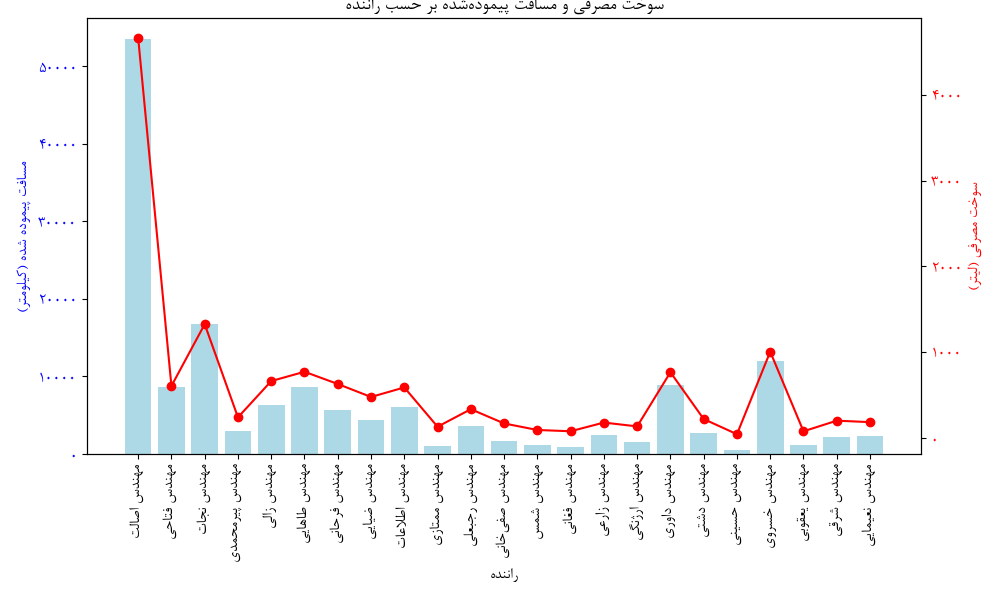 سوخت مصرفی و مسافت پیموده‌شده بر حسب راننده
مسافت پیموده شده (کیلومتر)
۵۰۰۰۰
۴۰۰۰۰
۳۰۰۰۰
۲۰۰۰۰
۱۰۰۰۰
۰
سوخت مصرفی (لیتر)
۴۰۰۰
۳۰۰۰
۲۰۰۰
۱۰۰۰
۰
مهندس اصالت
مهندس فتاحی
مهندس نجات
مهندس پیرمحمدی
مهندس زالی
مهندس طاهایی
مهندس فرحانی
مهندس ضیایی
مهندس اطلاعات
مهندس ممتازی
مهندس رجبعلی
مهندس صفی‌خانی
مهندس شمس
مهندس فغانی
مهندس زارعی
مهندس ارژنگی
مهندس داوری
مهندس دشتی
مهندس حسینی
مهندس خسروی
مهندس یعقوبی
مهندس شرقی
مهندس نعیمایی
راننده